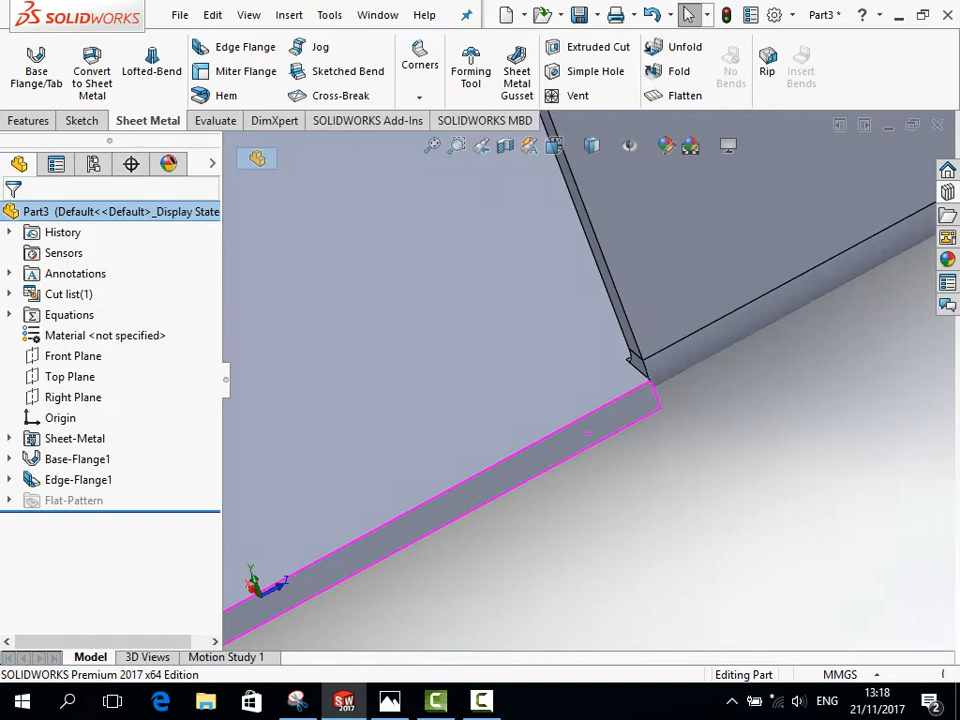 SOLIDWORKS File Edit View Insert Tools Window Help Part3 * ?
Base Flange/Tab
Convert to Sheet Metal
Lofted-Bend
Edge Flange
Miter Flange
Hem
Jog
Sketched Bend
Cross-Break
Corners
Forming Tool
Sheet Metal Gusset
Extruded Cut
Simple Hole
Vent
Unfold
Fold
Flatten
No Bends
Rip
Insert Bends
Features Sketch Sheet Metal Evaluate DimXpert SOLIDWORKS Add-Ins SOLIDWORKS MBD
Part3 (Default<<Default>_Display State
History
Sensors
Annotations
Cut list(1)
Equations
Material <not specified>
Front Plane
Top Plane
Right Plane
Origin
Sheet-Metal
Base-Flange1
Edge-Flange1
Flat-Pattern
Y
Z
Model 3D Views Motion Study 1
SOLIDWORKS Premium 2017 x64 Edition Editing Part MMGS
ENG 13:18
21/11/2017